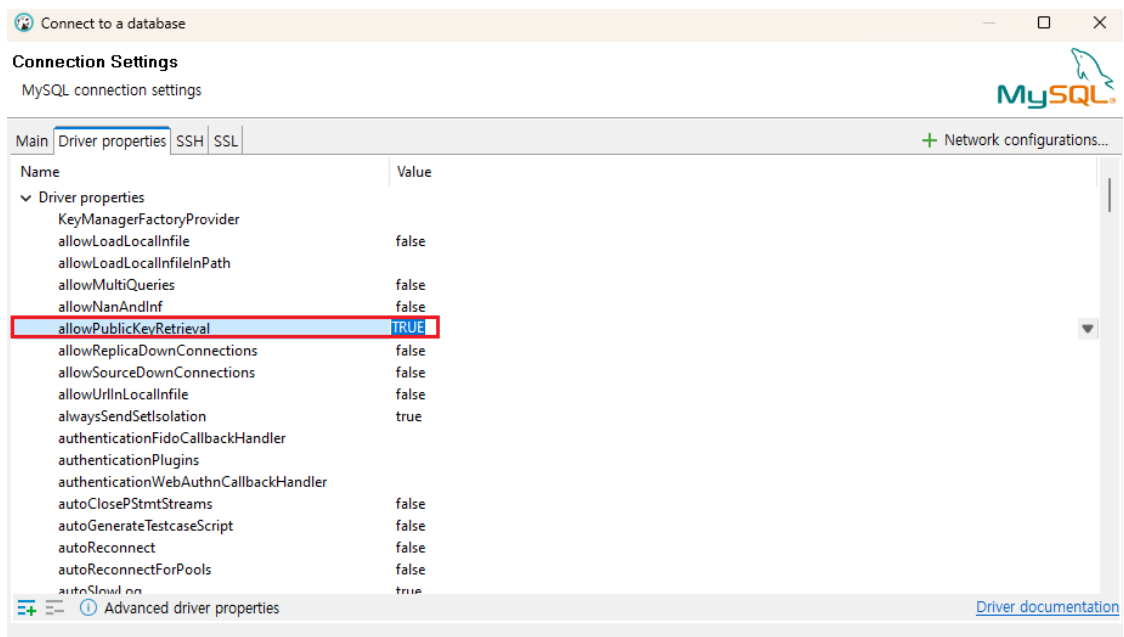 Connect to a database
Connection Settings
MySQL connection settings
MySQL
Main Driver properties SSH SSL Network configurations...
Name Value
Driver properties
KeyManagerFactoryProvider
allowLoadLocalInfile false
allowLoadLocalInfileInPath
allowMultiQueries false
allowNanAndInf false
allowPublicKeyRetrieval TRUE
allowReplicaDownConnections false
allowSourceDownConnections false
allowUrlInLocalInfile false
alwaysSendSetIsolation true
authenticationFidoCallbackHandler
authenticationPlugins
authenticationWebAuthnCallbackHandler
autoClosePStmtStreams false
autoGenerateTestcaseScript false
autoReconnect false
autoReconnectForPools false
autoSlowLog true
Advanced driver properties Driver documentation